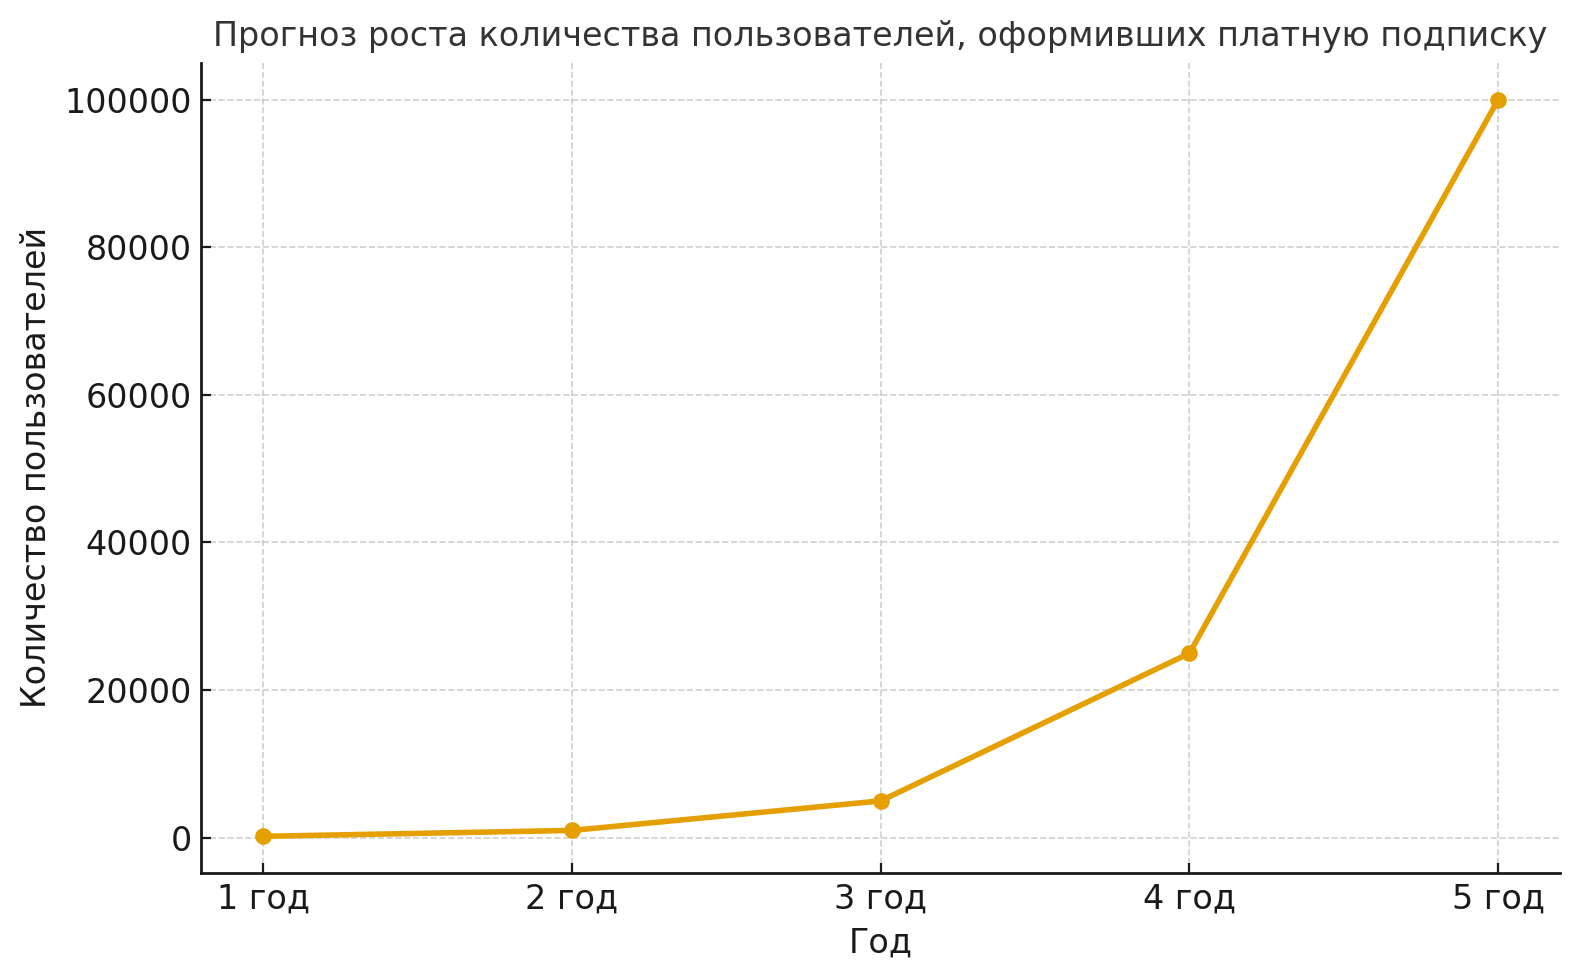 Прогноз роста количества пользователей, оформивших платную подписку
100000
80000
60000
40000
20000
0
Количество пользователей
1 год
2 год
3 год
4 год
5 год
Год